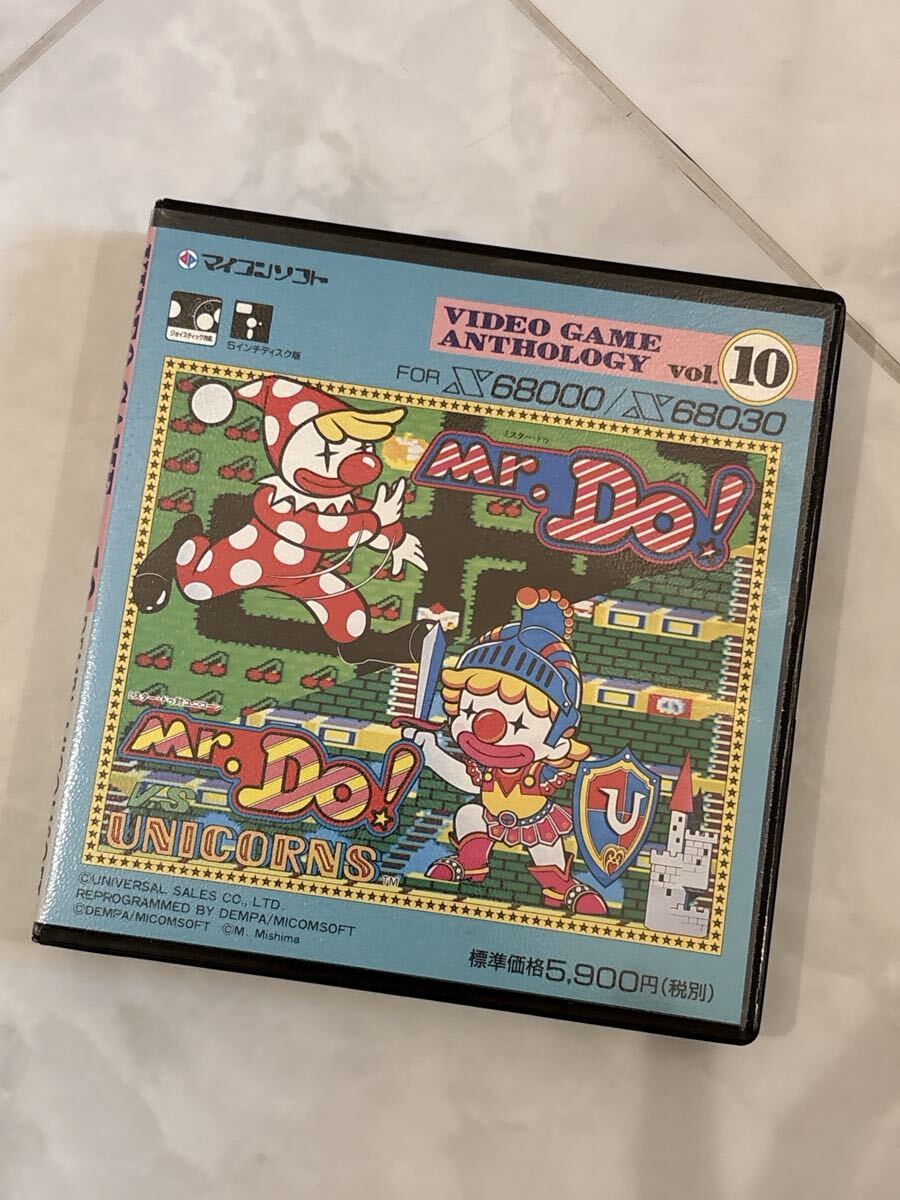 マイコンソフト
ジョイスティック対応
5インチディスク版
VIDEO GAME
ANTHOLOGY vol. 10
FOR X68000/X68030
ミスター・ドゥ
Mr. Do!
ミスター・ドゥ対ユニコーン
Mr. Do!
VS
UNICORNS™
U
©UNIVERSAL SALES CC., LTD.
REPROGRAMMED BY DEMPA/MICOMSOFT
©DEMPA/MICOMSOFT ©M. Mishima
標準価格5,900円(税別)